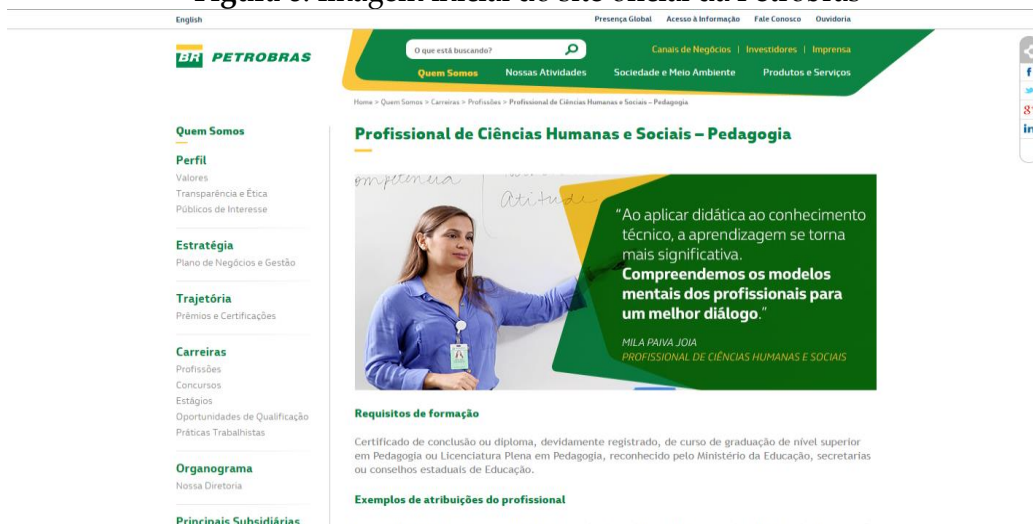 Figura 6: Imagem inicial do site oficial da Petrobras
English
Presença Global Acesso à Informação Fale Conosco Ouvidoria
BR PETROBRAS
O que está buscando?
Canais de Negócios | Investidores | Imprensa
Quem Somos Nossas Atividades Sociedade e Meio Ambiente Produtos e Serviços
Home > Quem Somos > Carreiras > Profissões > Profissional de Ciências Humanas e Sociais – Pedagogia
Quem Somos
Perfil
Valores
Transparência e Ética
Públicos de Interesse
Estratégia
Plano de Negócios e Gestão
Trajetória
Prêmios e Certificações
Carreiras
Profissões
Concursos
Estágios
Oportunidades de Qualificação
Práticas Trabalhistas
Organograma
Nossa Diretoria
Principais Subsidiárias
Profissional de Ciências Humanas e Sociais – Pedagogia
ompetência
atitude
“Ao aplicar didática ao conhecimento
técnico, a aprendizagem se torna
mais significativa.
Compreendemos os modelos
mentais dos profissionais para
um melhor diálogo.”
MILA PAIVA JOIA
PROFISSIONAL DE CIÊNCIAS HUMANAS E SOCIAIS
Requisitos de formação
Certificado de conclusão ou diploma, devidamente registrado, de curso de graduação de nível superior
em Pedagogia ou Licenciatura Plena em Pedagogia, reconhecido pelo Ministério da Educação, secretarias
ou conselhos estaduais de Educação.
Exemplos de atribuições do profissional